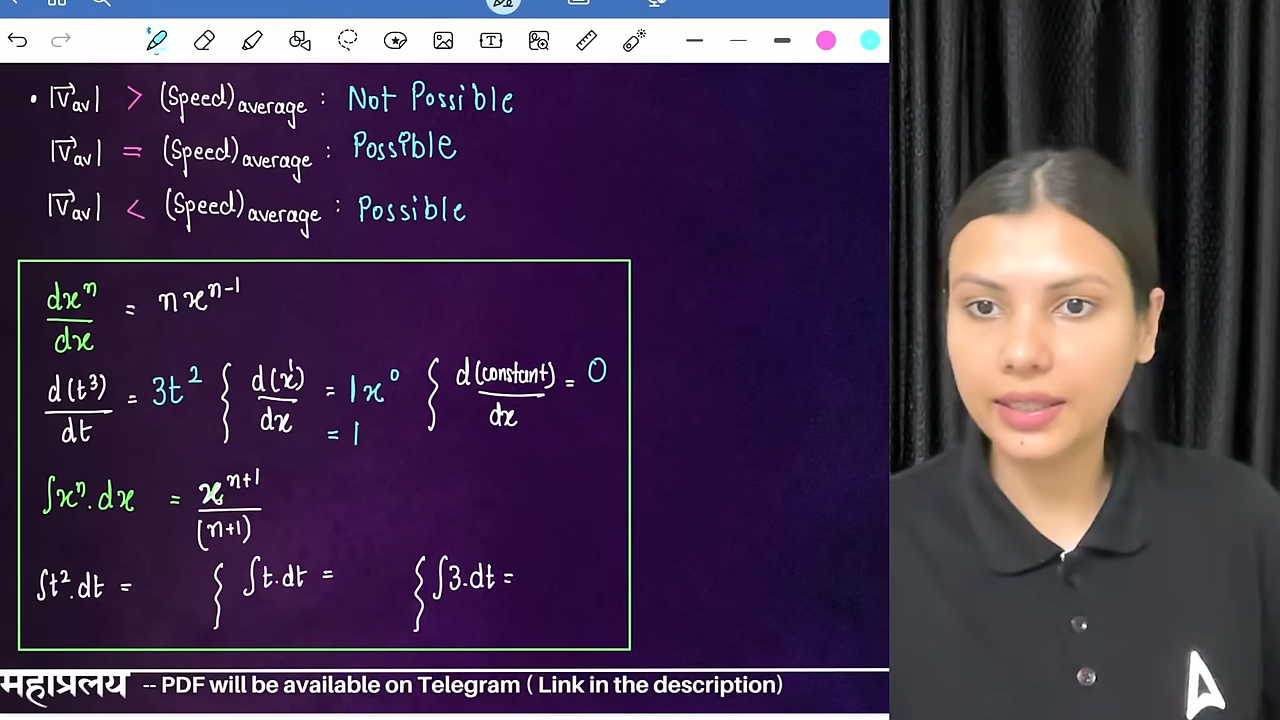 • |V⃗av| > (Speed)average : Not Possible
|V⃗av| = (Speed)average : Possible
|V⃗av| < (Speed)average : Possible
dxⁿ/dx = n xⁿ⁻¹
d(t³)/dt = 3t² { d(x¹)/dx = 1x⁰ { d(constant)/dx = 0
= 1
∫xⁿ.dx = xⁿ⁺¹/(n+1)
∫t².dt = { ∫t.dt = { ∫3.dt =
महाप्रलय -- PDF will be available on Telegram ( Link in the description)